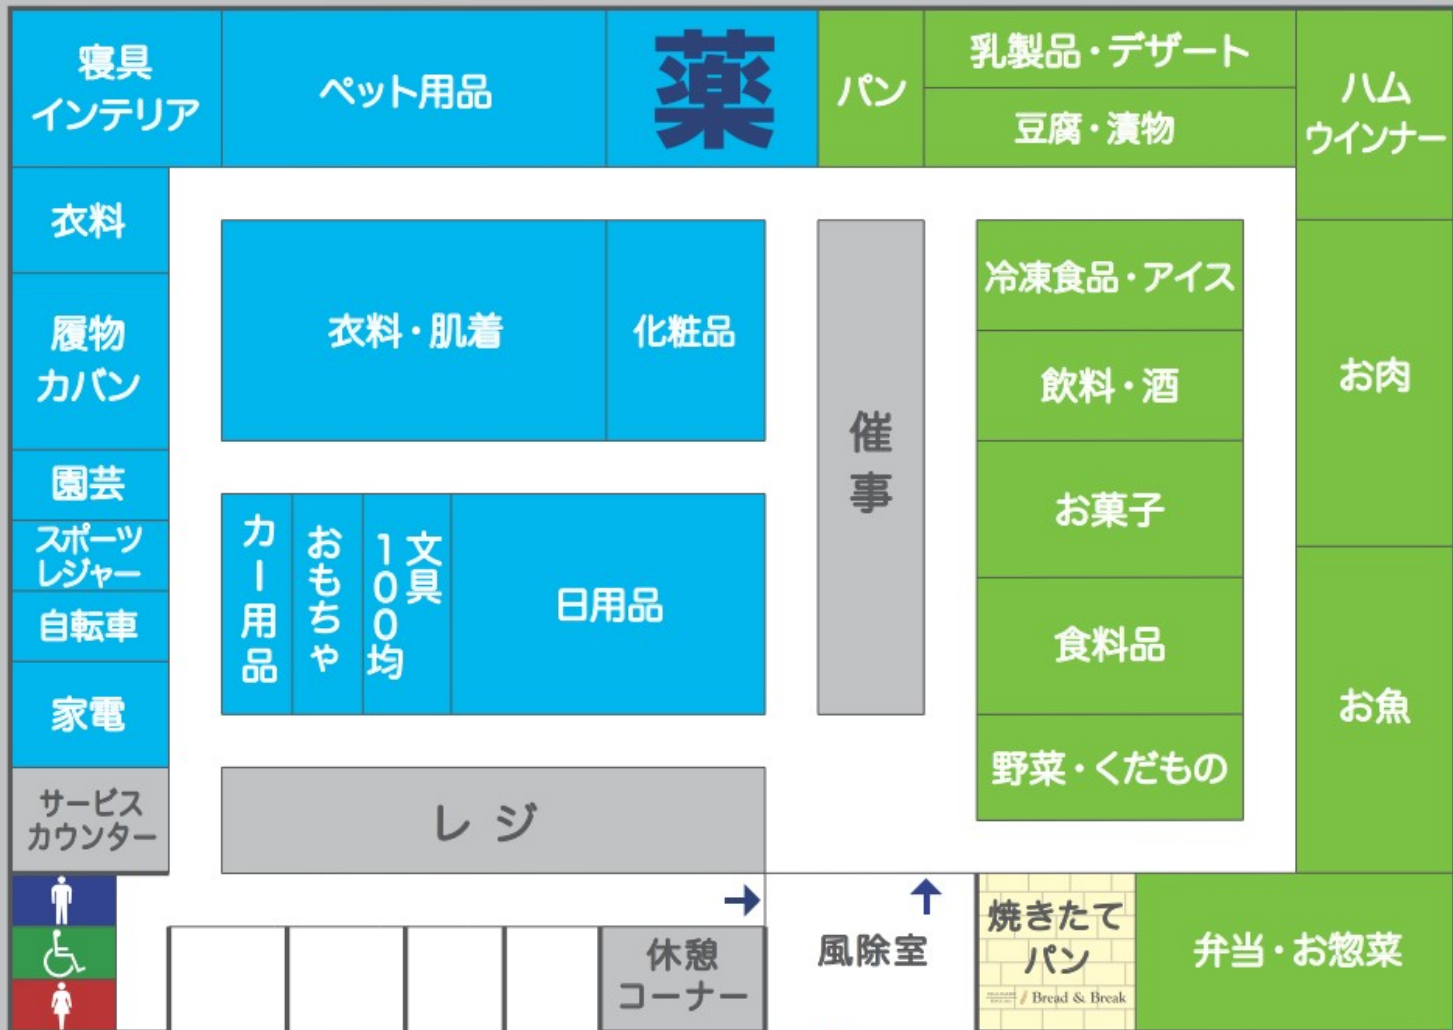 寝具
インテリア
ペット用品
薬
パン
乳製品・デザート
豆腐・漬物
ハム
ウインナー
衣料
履物
カバン
園芸
スポーツ
レジャー
自転車
家電
サービス
カウンター
衣料・肌着
化粧品
カー用品
おもちゃ
文具
100均
日用品
催事
冷凍食品・アイス
飲料・酒
お菓子
食料品
野菜・くだもの
お肉
お魚
レジ
休憩
コーナー
風除室
焼きたて
パン
Bread & Break
弁当・お惣菜